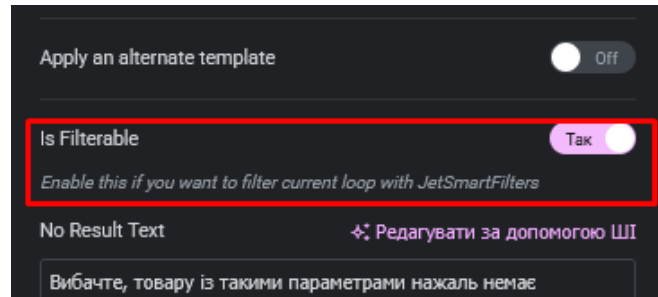 Apply an alternate template
Off
Is Filterable
Так
Enable this if you want to filter current loop with JetSmartFilters
No Result Text
Редагувати за допомогою ШІ
Вибачте, товару із такими параметрами нажаль немає